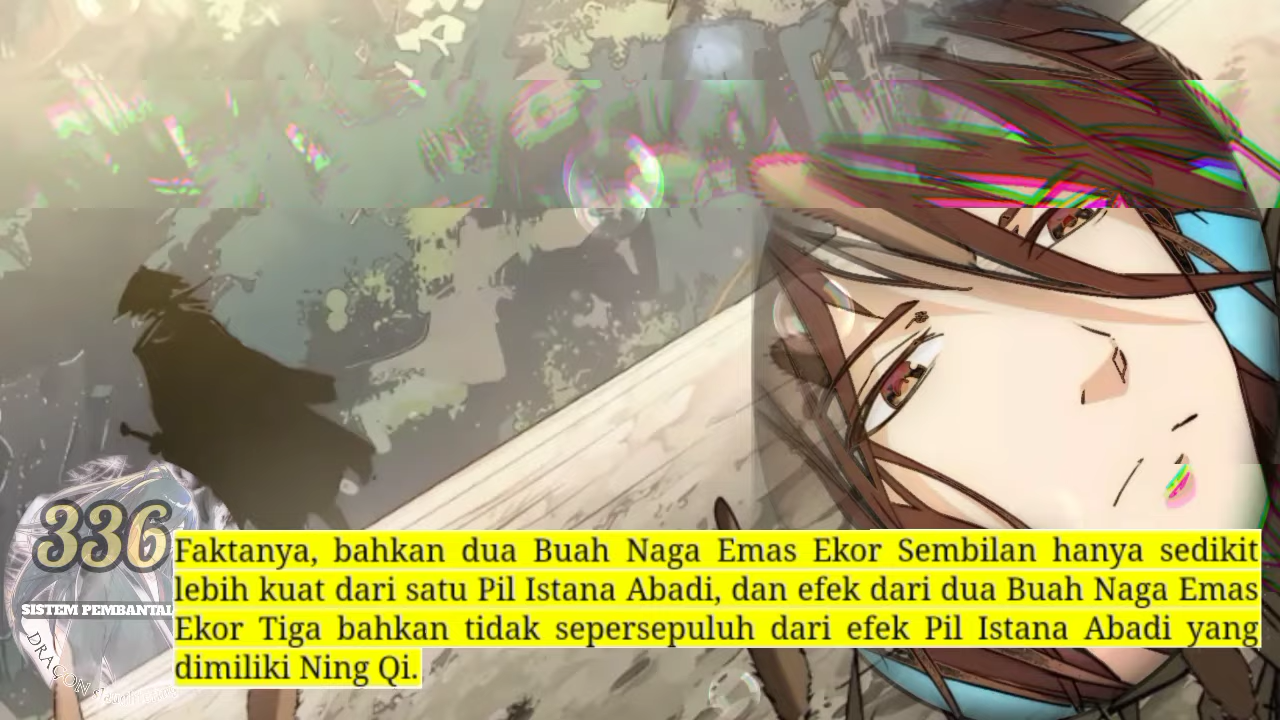 336
SISTEM PEMBANTAI
DRAGON
Faktanya, bahkan dua Buah Naga Emas Ekor Sembilan hanya sedikit
lebih kuat dari satu Pil Istana Abadi, dan efek dari dua Buah Naga Emas
Ekor Tiga bahkan tidak sepersepuluh dari efek Pil Istana Abadi yang
dimiliki Ning Qi.